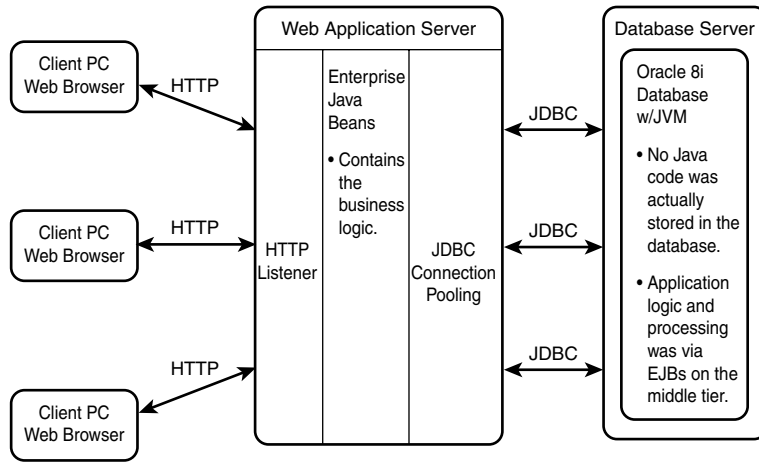 Client PC
Web Browser
HTTP
Client PC
Web Browser
HTTP
Client PC
Web Browser
HTTP
Web Application Server
HTTP
Listener
Enterprise
Java
Beans
• Contains
the
business
logic.
JDBC
Connection
Pooling
JDBC
JDBC
JDBC
Database Server
Oracle 8i
Database
w/JVM
• No Java
code was
actually
stored in the
database.
• Application
logic and
processing
was via
EJBs on the
middle tier.